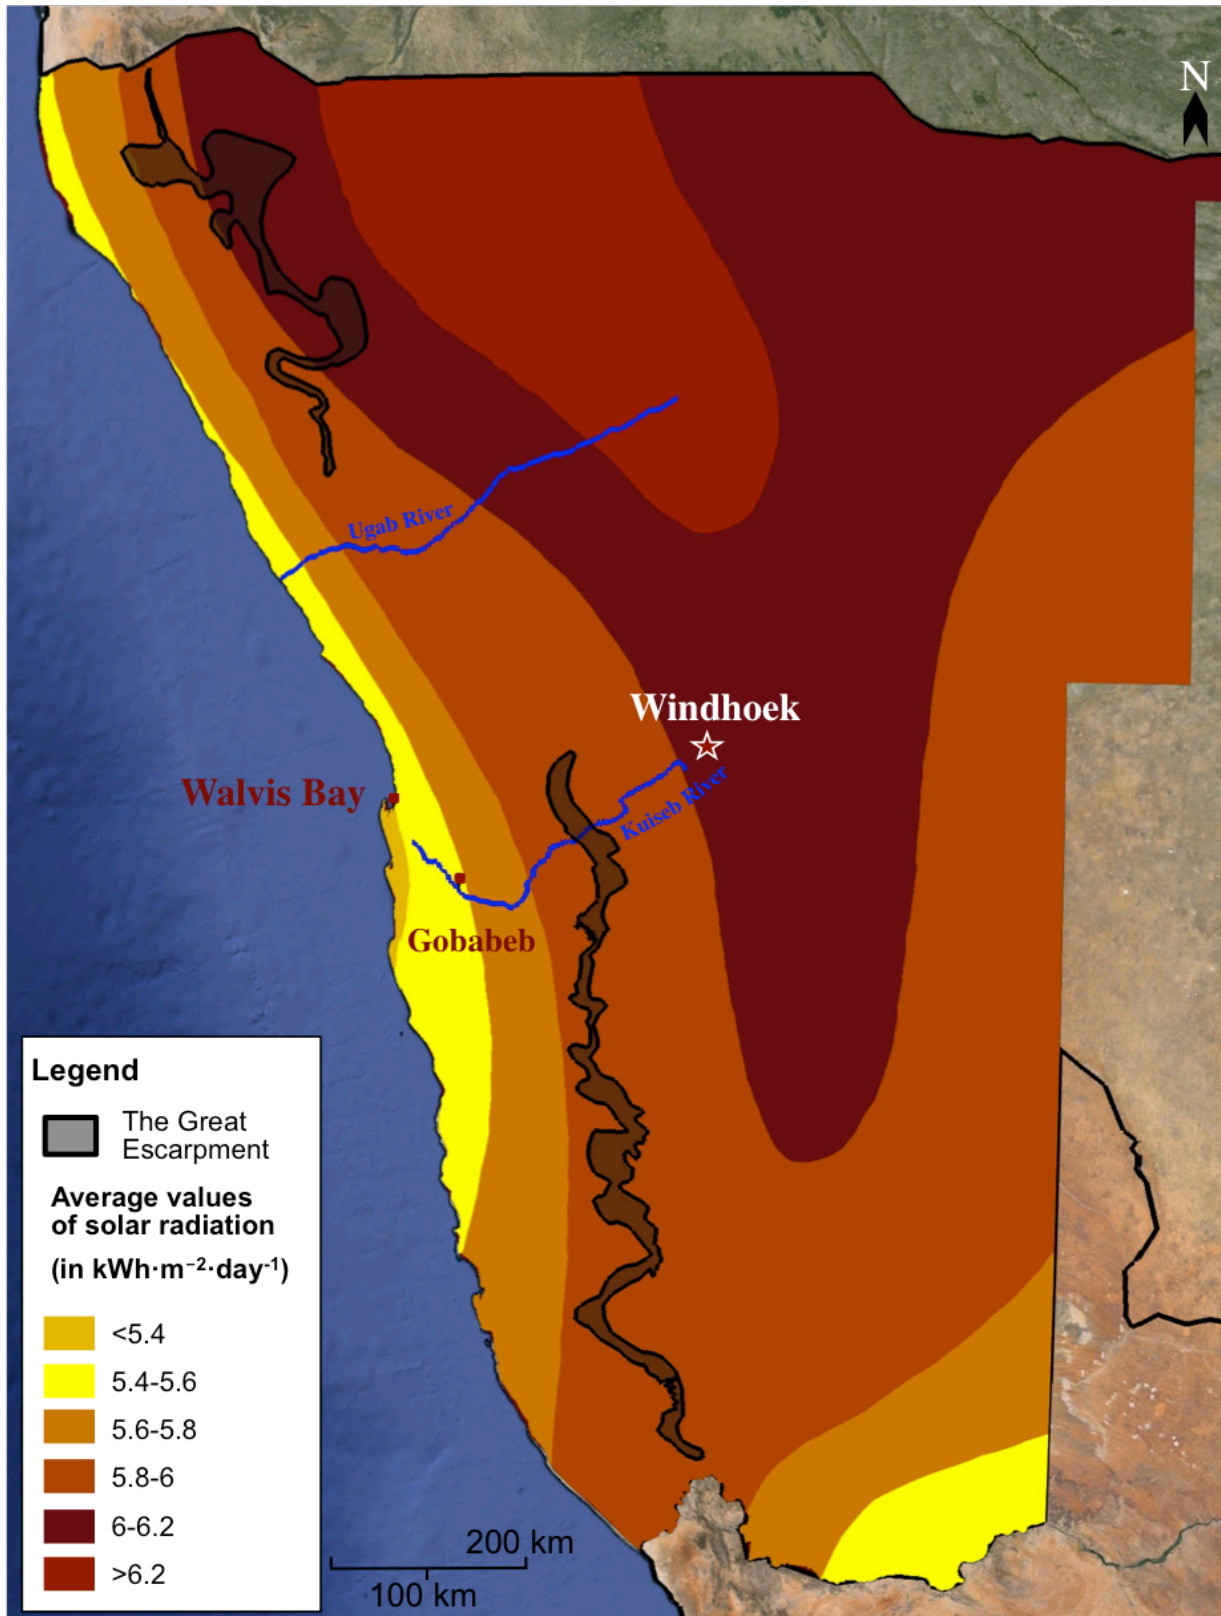 N
Ugab River
Windhoek
Walvis Bay
Kuiseb River
Gobabeb
Legend
The Great
Escarpment
Average values
of solar radiation
(in kWh·m⁻²·day⁻¹)
<5.4
5.4-5.6
5.6-5.8
5.8-6
6-6.2
>6.2
200 km
100 km